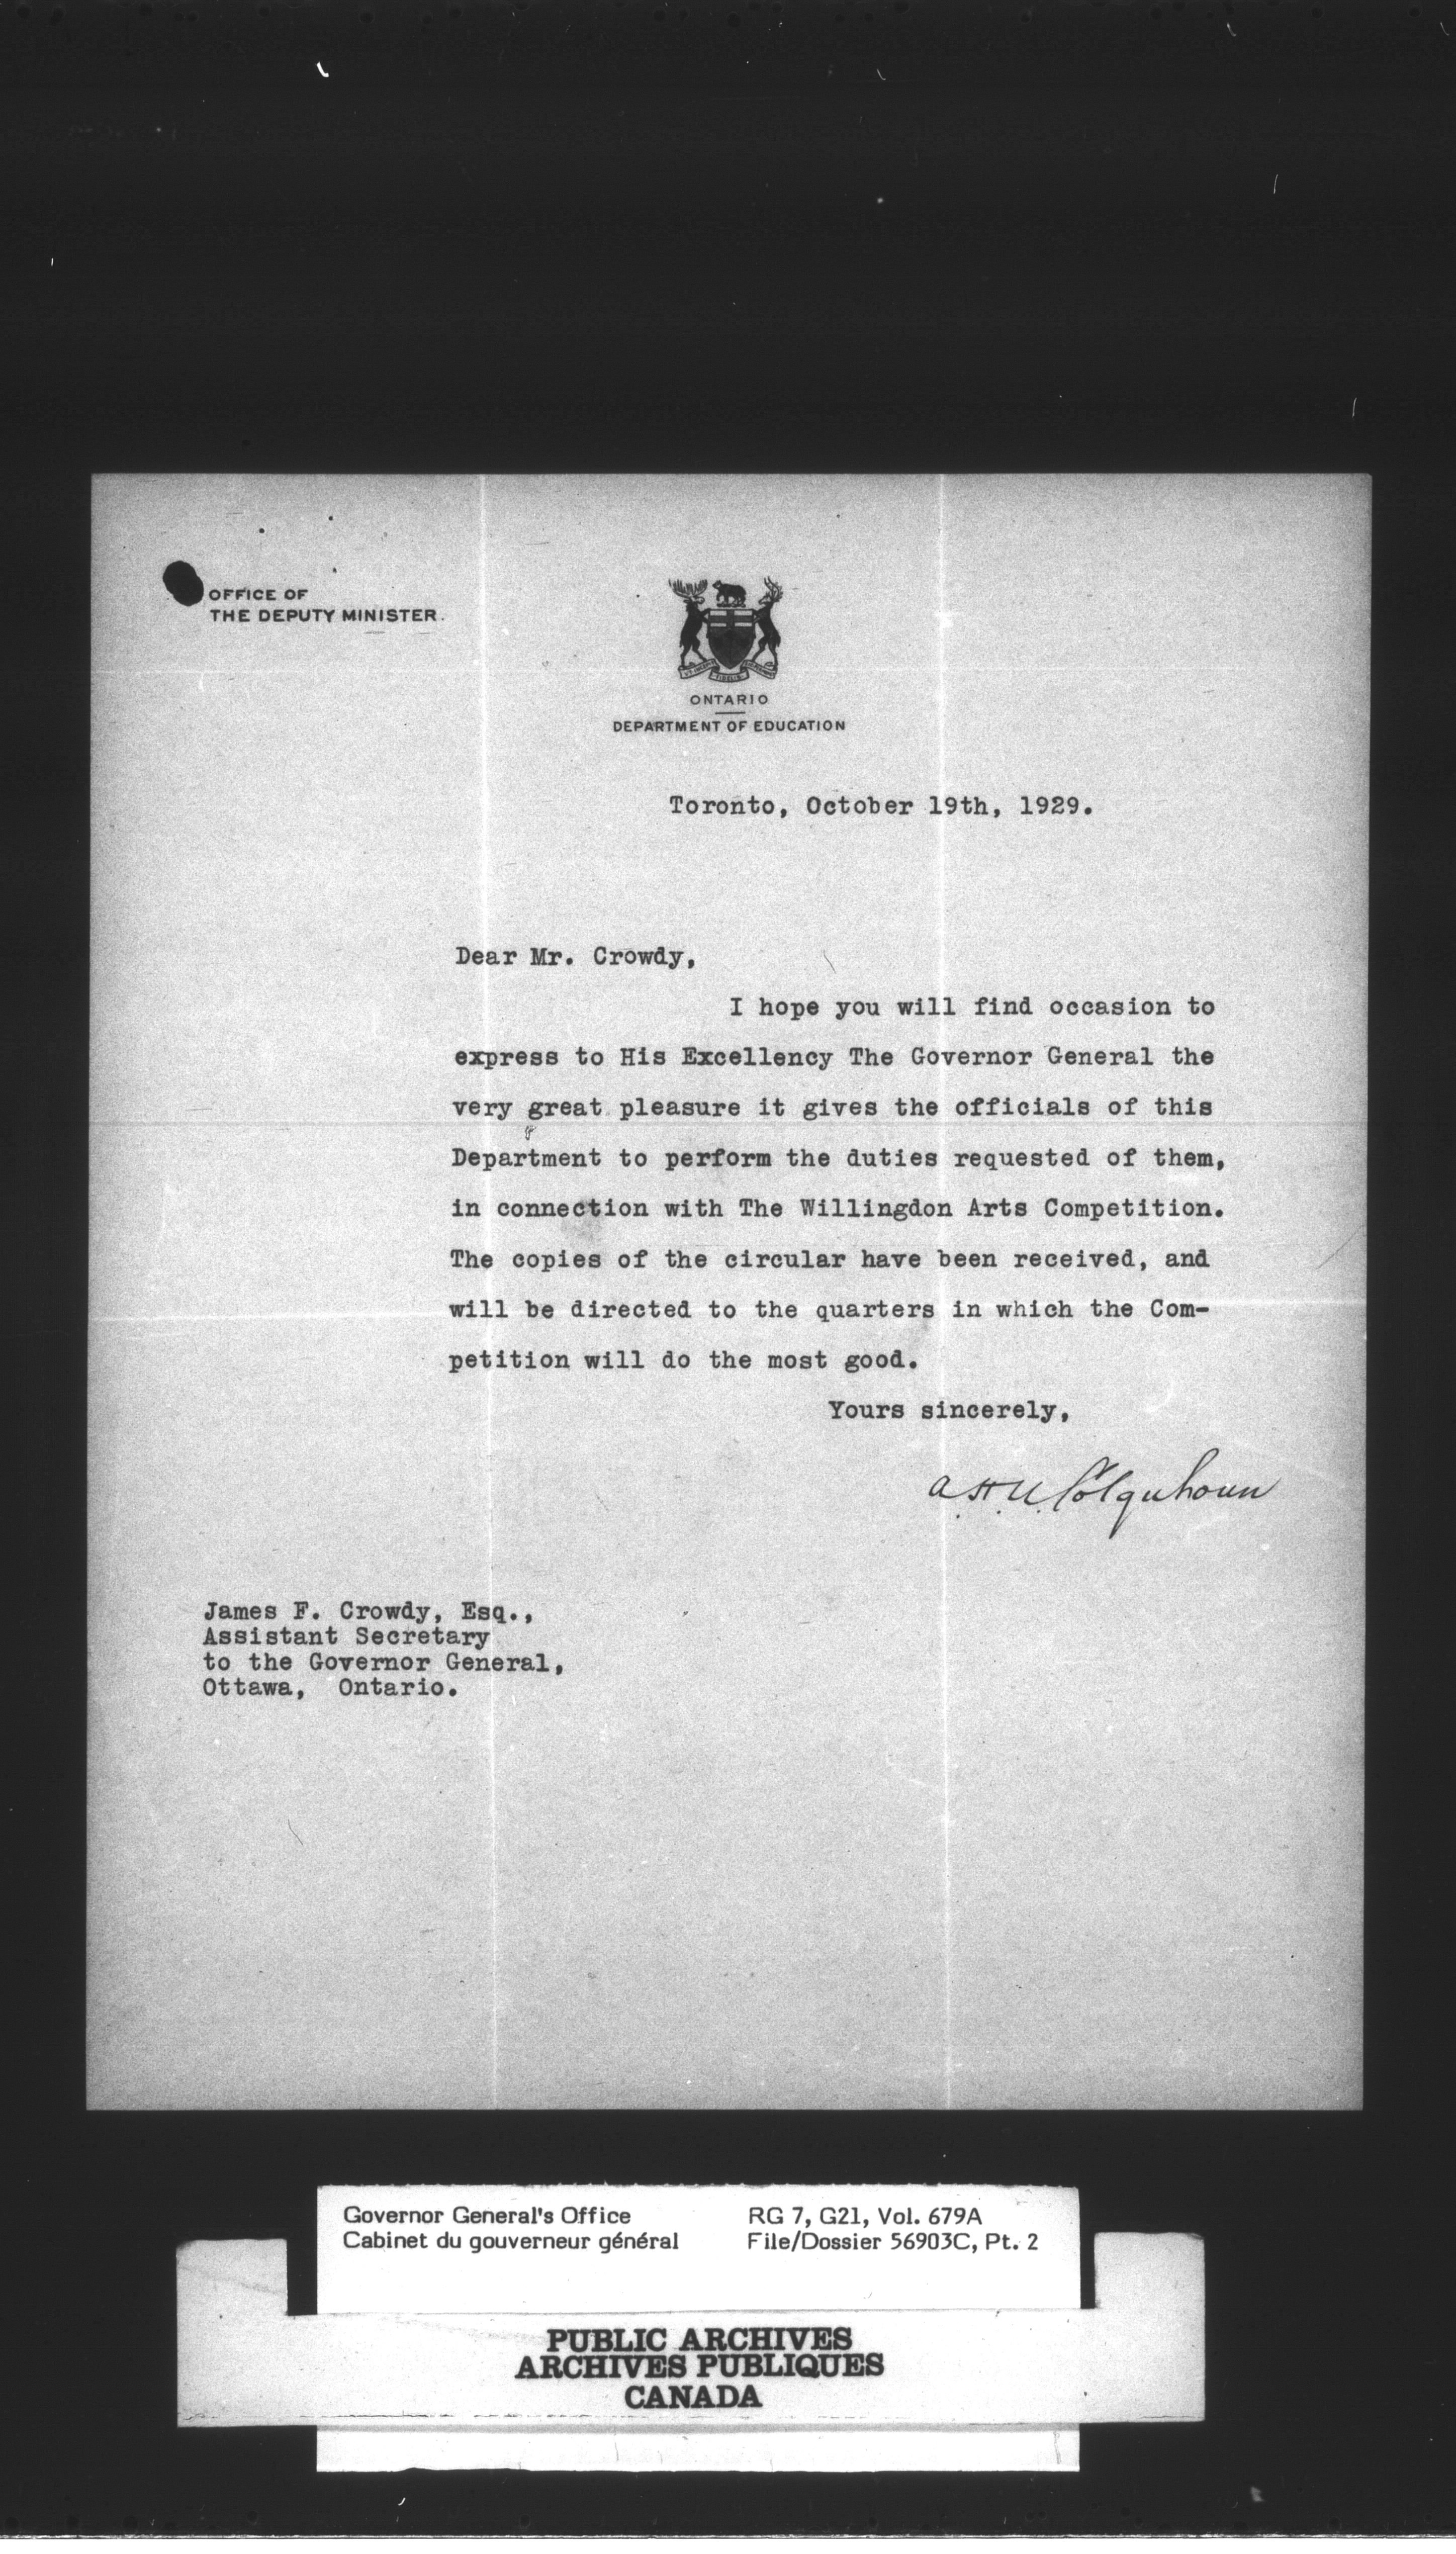 OFFICE OF
THE DEPUTY MINISTER.
ONTARIO
DEPARTMENT OF EDUCATION
Toronto, October 19th, 1929.
Dear Mr. Crowdy,
I hope you will find occasion to
express to His Excellency The Governor General the
very great pleasure it gives the officials of this
Department to perform the duties requested of them,
in connection with The Willingdon Arts Competition.
The copies of the circular have been received, and
will be directed to the quarters in which the Com-
petition will do the most good.
Yours sincerely,
A. H. U. Colquhoun
James F. Crowdy, Esq.,
Assistant Secretary
to the Governor General,
Ottawa, Ontario.
Governor General's Office
Cabinet du gouverneur général
RG 7, G21, Vol. 679A
File/Dossier 56903C, Pt. 2
PUBLIC ARCHIVES
ARCHIVES PUBLIQUES
CANADA